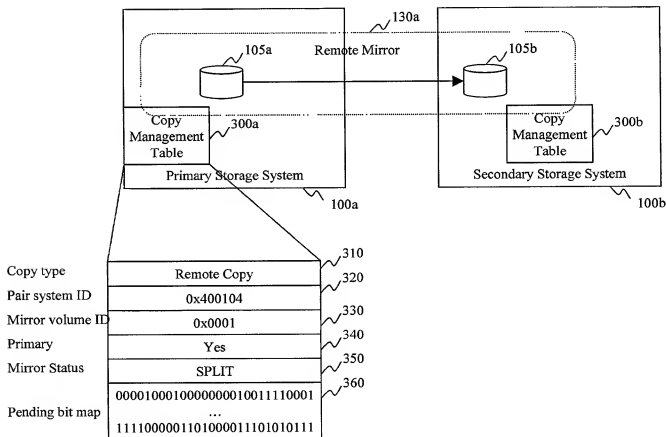 130a
105a
Remote Mirror
105b
Copy
Management
Table
300a
Copy
Management
Table
300b
Primary Storage System
Secondary Storage System
100a
100b
310
Copy type
Remote Copy
320
Pair system ID
0x400104
330
Mirror volume ID
0x0001
340
Primary
Yes
350
Mirror Status
SPLIT
360
0000100010000000010011110001
Pending bit map
...
1111000001101000011101010111